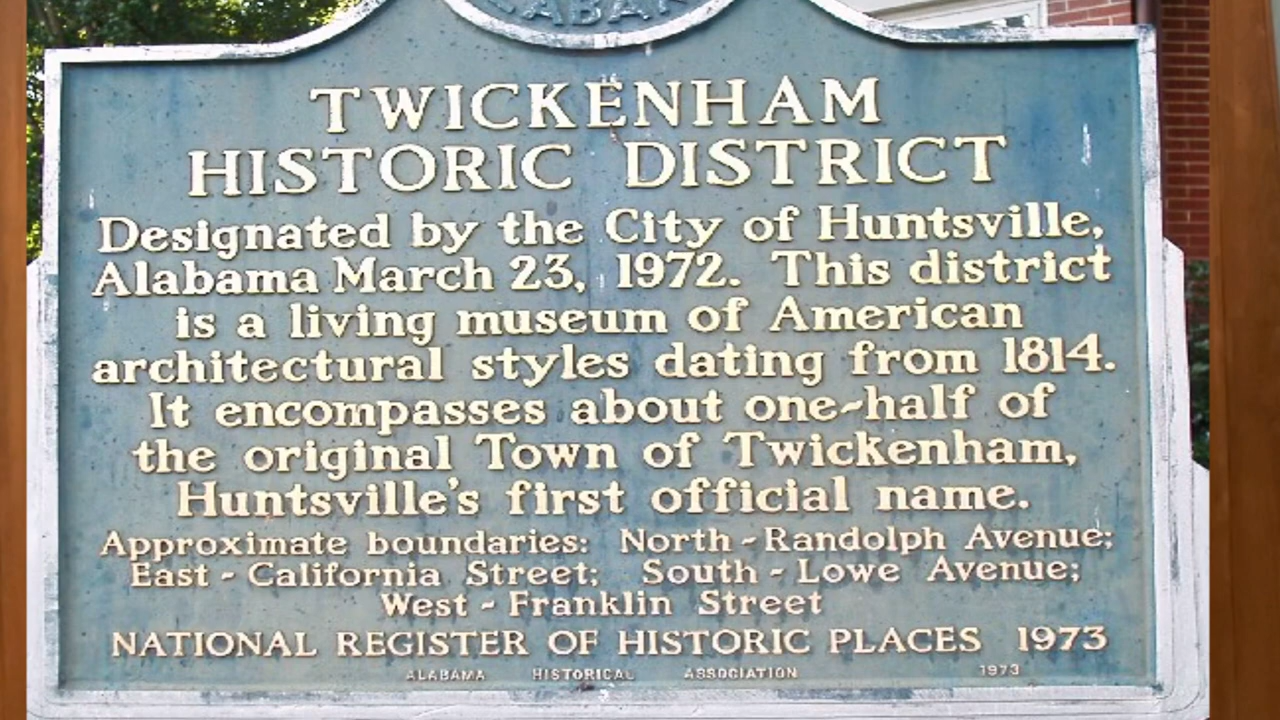 TWICKENHAM
HISTORIC DISTRICT
Designated by the City of Huntsville,
Alabama March 23, 1972. This district
is a living museum of American
architectural styles dating from 1814.
It encompasses about one-half of
the original Town of Twickenham,
Huntsville's first official name.
Approximate boundaries: North - Randolph Avenue;
East - California Street; South - Lowe Avenue;
West - Franklin Street
NATIONAL REGISTER OF HISTORIC PLACES 1973
ALABAMA HISTORICAL ASSOCIATION 1973